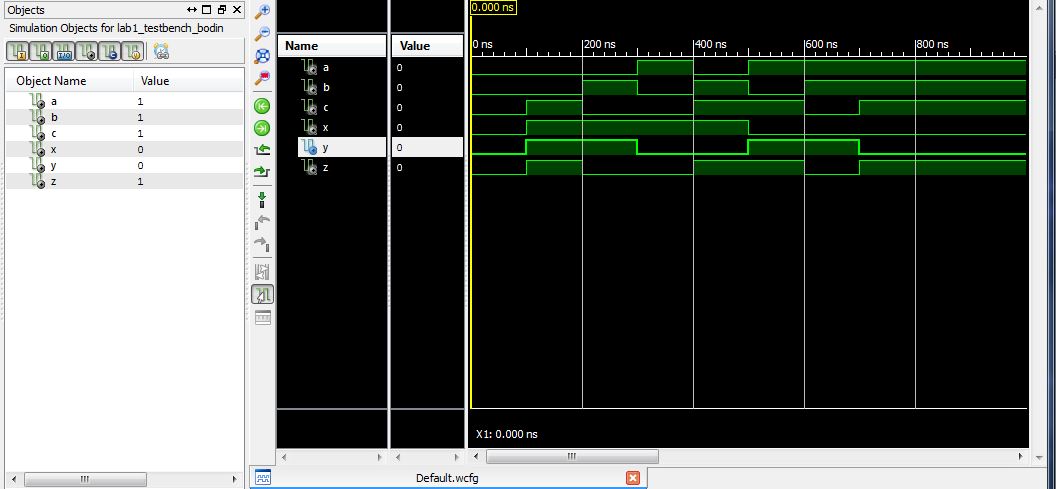 Objects
Simulation Objects for lab1_testbench_bodin
Object Name Value
a 1
b 1
c 1
x 0
y 0
z 1
0.000 ns
Name Value
0 ns 200 ns 400 ns 600 ns 800 ns
a 0
b 0
c 0
x 0
y 0
z 0
X1: 0.000 ns
Default.wcfg